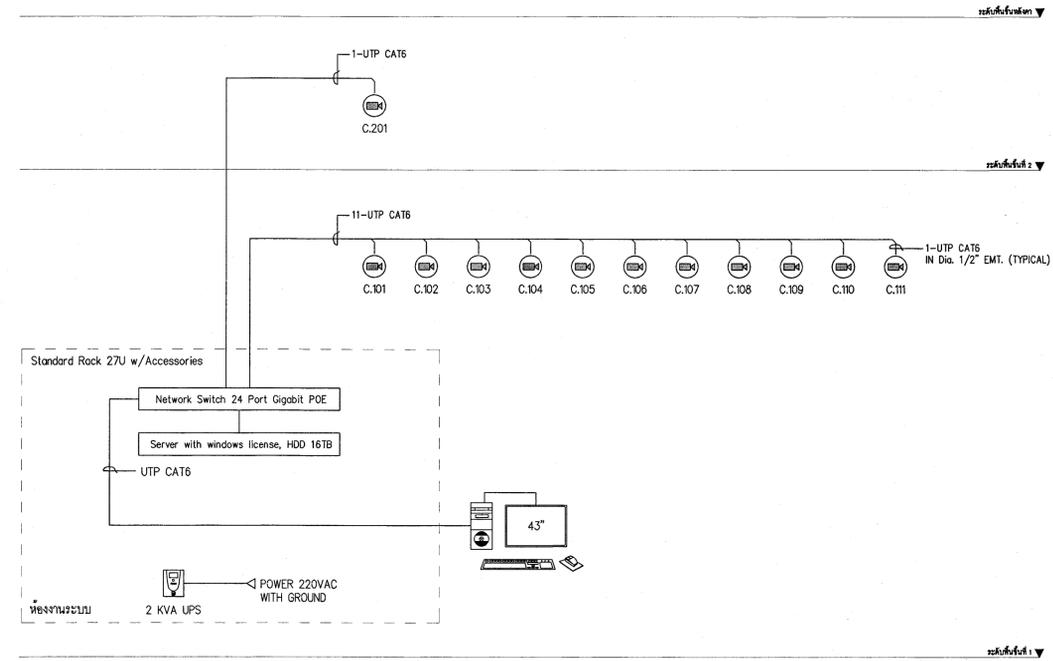 ระดับพื้นชั้นหลังคา
1-UTP CAT6
C.201
ระดับพื้นชั้นที่ 2
11-UTP CAT6
1-UTP CAT6
IN Dia. 1/2" EMT. (TYPICAL)
C.101 C.102 C.103 C.104 C.105 C.106 C.107 C.108 C.109 C.110 C.111
Standard Rack 27U w/Accessories
Network Switch 24 Port Gigabit POE
Server with windows license, HDD 16TB
UTP CAT6
43"
POWER 220VAC
WITH GROUND
ห้องงานระบบ
2 KVA UPS
ระดับพื้นชั้นที่ 1